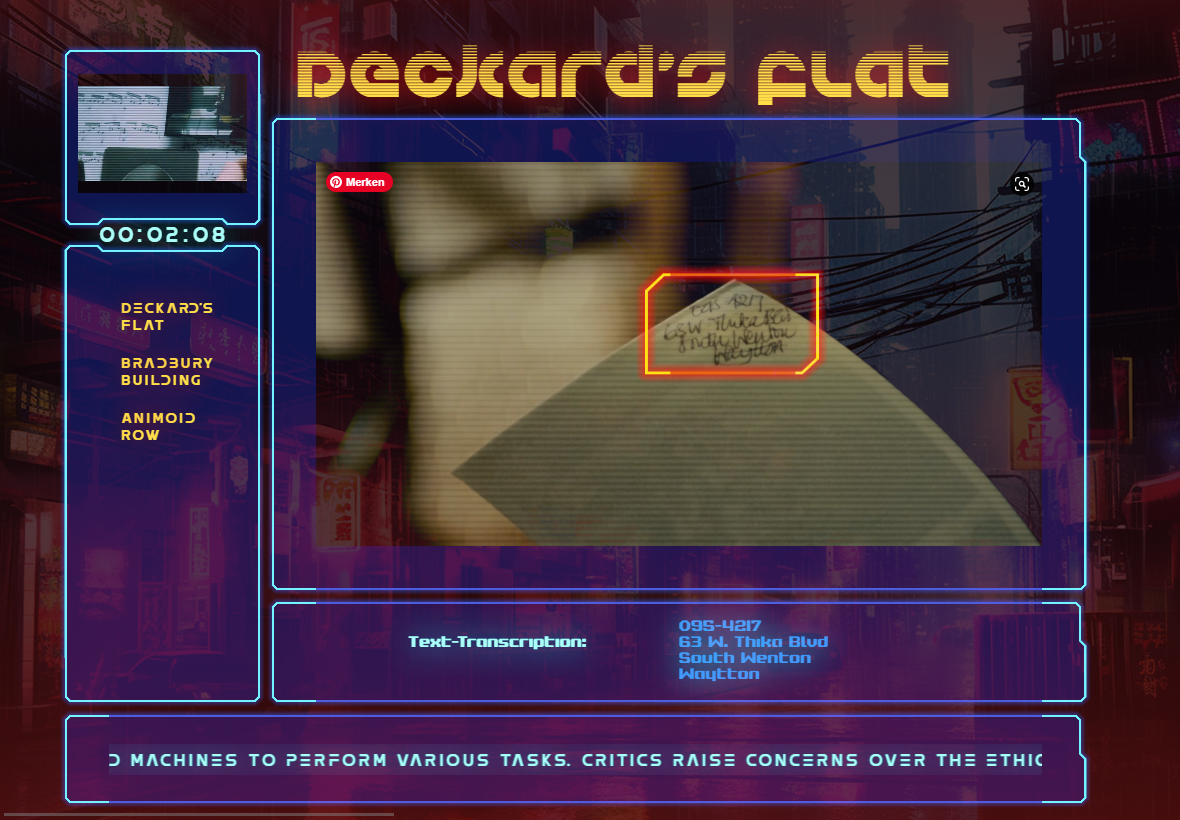 Deckard's Flat
Merken
00:02:08
DECKARD'S
FLAT
BRADBURY
BUILDING
ANIMOID
ROW
Text-Transcription:
095-4217
63 W. Thika Blvd
South Wenton
Waytton
MACHINES TO PERFORM VARIOUS TASKS. CRITICS RAISE CONCERNS OVER THE